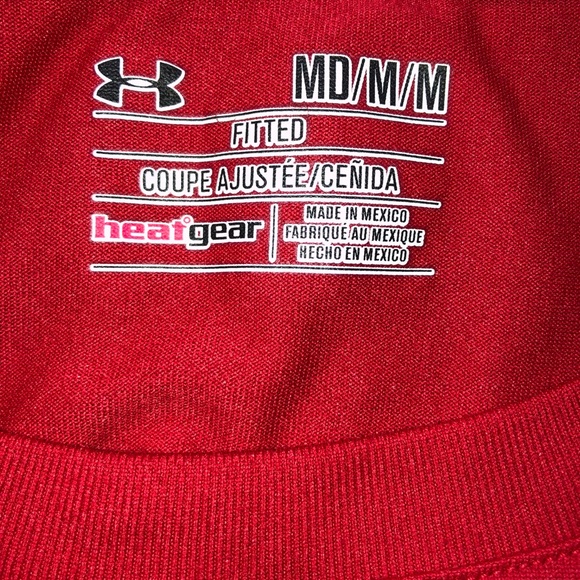 MD/M/M
FITTED
COUPE AJUSTÉE/CEÑIDA
heatgear
MADE IN MEXICO
FABRIQUÉ AU MEXIQUE
HECHO EN MEXICO